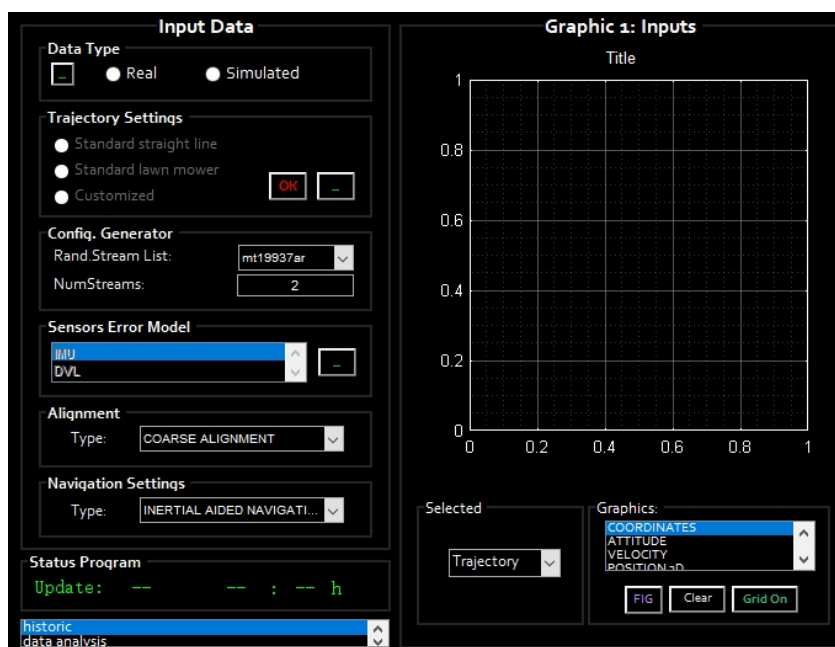 Input Data
Data Type
Real
Simulated
Trajectory Settings
Standard straight line
Standard lawn mower
Customized
OK
Config. Generator
Rand.Stream List:
mt19937ar
NumStreams:
2
Sensors Error Model
IMU
DVL
Alignment
Type:
COARSE ALIGNMENT
Navigation Settings
Type:
INERTIAL AIDED NAVIGATI...
Status Program
Update: -- -- : -- h
historic
data analysis
Graphic 1: Inputs
Title
1
0.8
0.6
0.4
0.2
0
0 0.2 0.4 0.6 0.8 1
Selected
Trajectory
Graphics:
COORDINATES
ATTITUDE
VELOCITY
POSITION 2D
FIG
Clear
Grid On